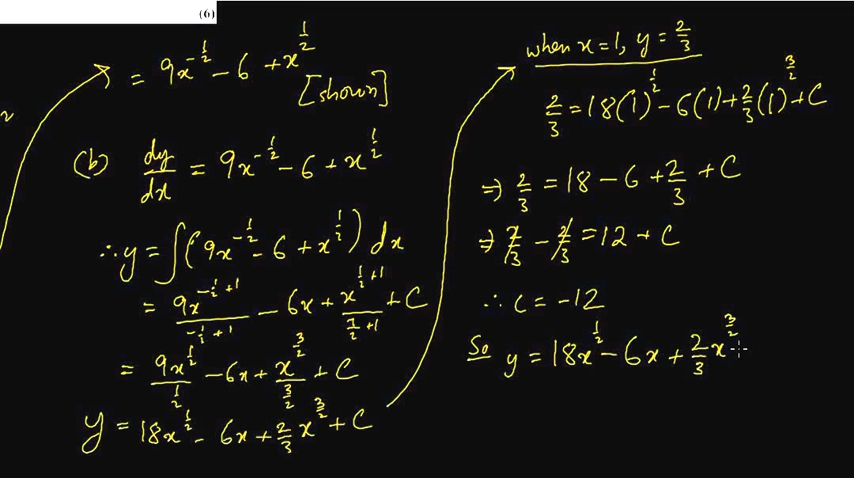 (6)
= 9x^{-1/2} - 6 + x^{1/2}
[shown]
(b) dy/dx = 9x^{-1/2} - 6 + x^{1/2}
∴ y = ∫(9x^{-1/2} - 6 + x^{1/2}) dx
= 9x^{-1/2+1}/(-1/2+1) - 6x + x^{1/2+1}/(1/2+1) + C
= 9x^{1/2}/(1/2) - 6x + x^{3/2}/(3/2) + C
y = 18x^{1/2} - 6x + 2/3 x^{3/2} + C
when x=1, y = 2/3
2/3 = 18(1)^{1/2} - 6(1) + 2/3 (1)^{3/2} + C
⇒ 2/3 = 18 - 6 + 2/3 + C
⇒ 2/3 - 2/3 = 12 + C
∴ C = -12
So y = 18x^{1/2} - 6x + 2/3 x^{3/2}